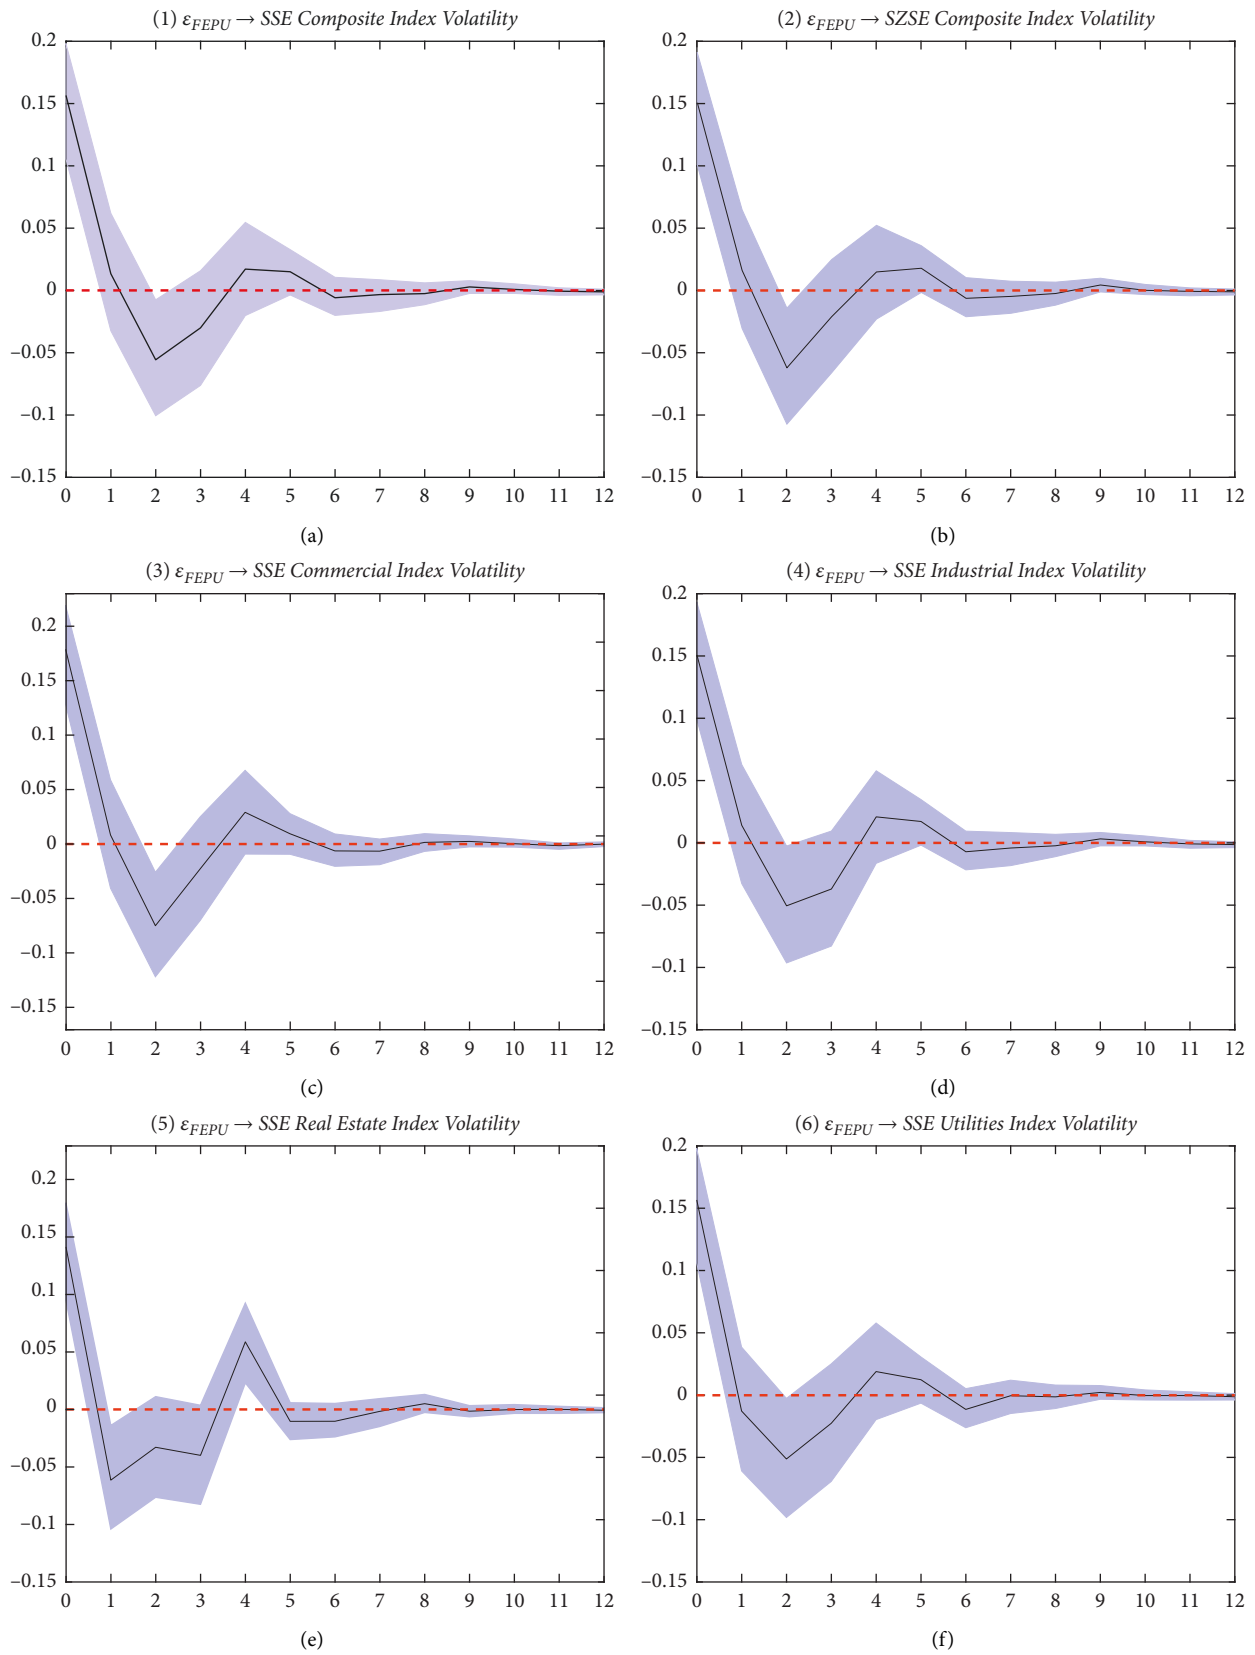 (1) εFEPU → SSE Composite Index Volatility
0.2
0.15
0.1
0.05
0
–0.05
–0.1
–0.15
0 1 2 3 4 5 6 7 8 9 10 11 12
(a)
(2) εFEPU → SZSE Composite Index Volatility
0.2
0.15
0.1
0.05
0
–0.05
–0.1
–0.15
0 1 2 3 4 5 6 7 8 9 10 11 12
(b)
(3) εFEPU → SSE Commercial Index Volatility
0.2
0.15
0.1
0.05
0
–0.05
–0.1
–0.15
0 1 2 3 4 5 6 7 8 9 10 11 12
(c)
(4) εFEPU → SSE Industrial Index Volatility
0.2
0.15
0.1
0.05
0
–0.05
–0.1
–0.15
0 1 2 3 4 5 6 7 8 9 10 11 12
(d)
(5) εFEPU → SSE Real Estate Index Volatility
0.2
0.15
0.1
0.05
0
–0.05
–0.1
–0.15
0 1 2 3 4 5 6 7 8 9 10 11 12
(e)
(6) εFEPU → SSE Utilities Index Volatility
0.2
0.15
0.1
0.05
0
–0.05
–0.1
–0.15
0 1 2 3 4 5 6 7 8 9 10 11 12
(f)